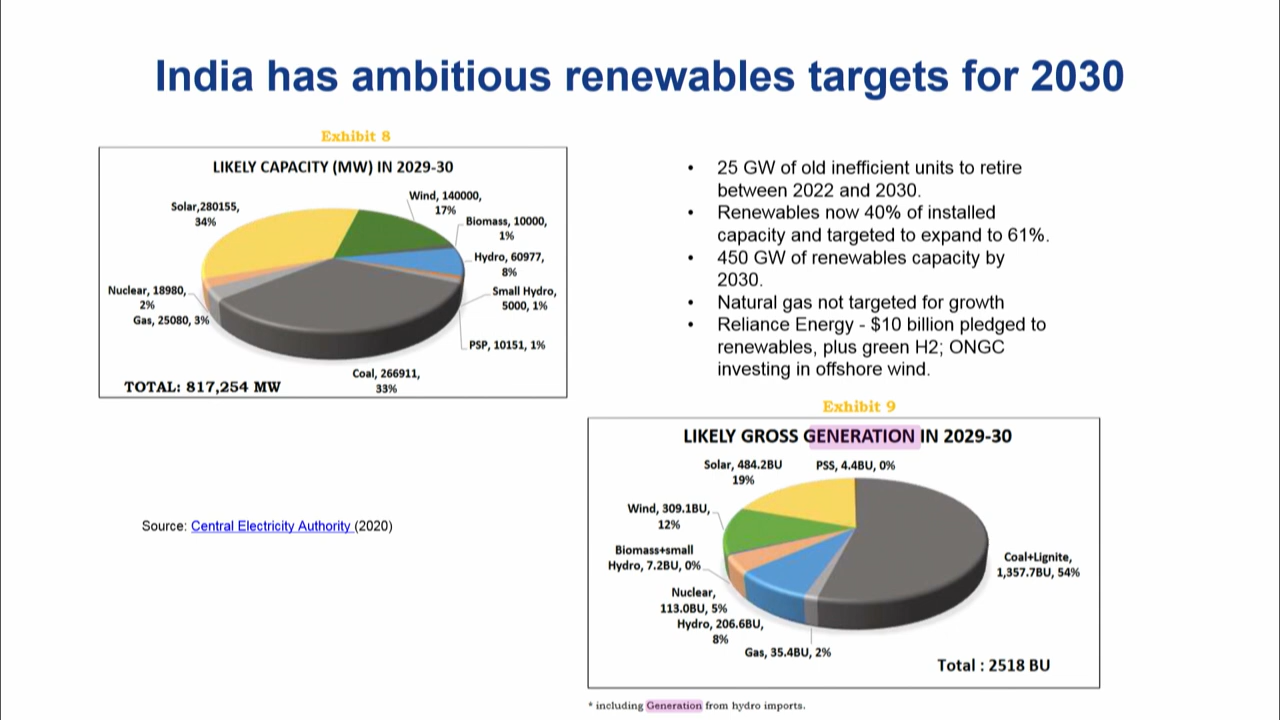 India has ambitious renewables targets for 2030
Exhibit 8
LIKELY CAPACITY (MW) IN 2029-30
Solar,280155,
34%
Wind, 140000,
17%
Biomass, 10000,
1%
Hydro, 60977,
8%
Small Hydro,
5000, 1%
PSP, 10151, 1%
Coal, 266911,
33%
Gas, 25080, 3%
Nuclear, 18980,
2%
TOTAL: 817,254 MW
• 25 GW of old inefficient units to retire
between 2022 and 2030.
• Renewables now 40% of installed
capacity and targeted to expand to 61%.
• 450 GW of renewables capacity by
2030.
• Natural gas not targeted for growth
• Reliance Energy - $10 billion pledged to
renewables, plus green H2; ONGC
investing in offshore wind.
Source: Central Electricity Authority (2020)
Exhibit 9
LIKELY GROSS GENERATION IN 2029-30
Solar, 484.2BU
19%
PSS, 4.4BU, 0%
Wind, 309.1BU,
12%
Biomass+small
Hydro, 7.2BU, 0%
Nuclear,
113.0BU, 5%
Hydro, 206.6BU,
8%
Gas, 35.4BU, 2%
Coal+Lignite,
1,357.7BU, 54%
Total : 2518 BU
* including Generation from hydro imports.